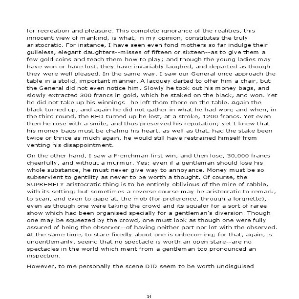 for recreation and pleasure. This complete ignorance of the realities, this
innocent view of mankind, is what, in my opinion, constitutes the truly
aristocratic. For instance, I have seen even fond mothers so far indulge their
guileless, elegant daughters--misses of fifteen or sixteen--as to give them a
few gold coins and teach them how to play; and though the young ladies may
have won or have lost, they have invariably laughed, and departed as though
they were well pleased. In the same way, I saw our General once approach the
table in a stolid, important manner. A lacquey darted to offer him a chair, but
the General did not even notice him. Slowly he took out his money bags, and
slowly extracted 300 francs in gold, which he staked on the black, and won. Yet
he did not take up his winnings--he left them there on the table. Again the
black turned up, and again he did not gather in what he had won; and when, in
the third round, the RED turned up he lost, at a stroke, 1200 francs. Yet even
then he rose with a smile, and thus preserved his reputation; yet I knew that
his money bags must be chafing his heart, as well as that, had the stake been
twice or thrice as much again, he would still have restrained himself from
venting his disappointment.
On the other hand, I saw a Frenchman first win, and then lose, 30,000 francs
cheerfully, and without a murmur. Yes; even if a gentleman should lose his
whole substance, he must never give way to annoyance. Money must be so
subservient to gentility as never to be worth a thought. Of course, the
SUPREMELY aristocratic thing is to be entirely oblivious of the mire of rabble,
with its setting; but sometimes a reverse course may be aristocratic to remark,
to scan, and even to gape at, the mob (for preference, through a lorgnette),
even as though one were taking the crowd and its squalor for a sort of raree
show which had been organised specially for a gentleman's diversion. Though
one may be squeezed by the crowd, one must look as though one were fully
assured of being the observer--of having neither part nor lot with the observed.
At the same time, to stare fixedly about one is unbecoming; for that, again, is
ungentlemanly, seeing that no spectacle is worth an open stare--are no
spectacles in the world which merit from a gentleman too pronounced an
inspection.
However, to me personally the scene DID seem to be worth undisguised